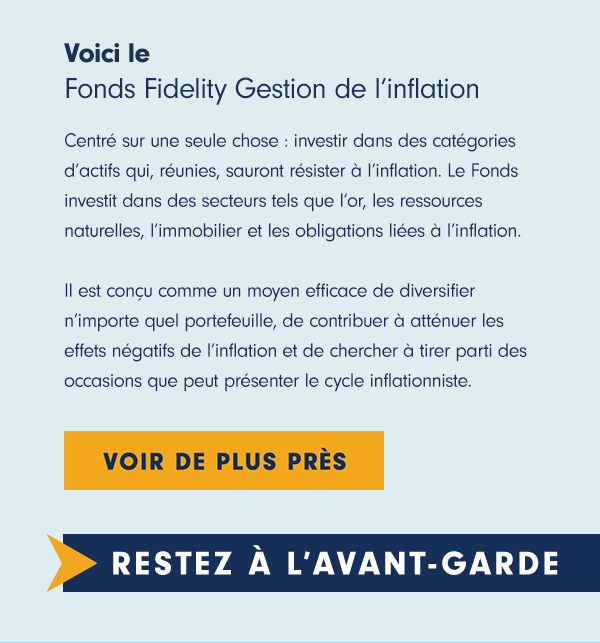 Voici le
Fonds Fidelity Gestion de l’inflation
Centré sur une seule chose : investir dans des catégories
d’actifs qui, réunies, sauront résister à l’inflation. Le Fonds
investit dans des secteurs tels que l’or, les ressources
naturelles, l’immobilier et les obligations liées à l’inflation.
Il est conçu comme un moyen efficace de diversifier
n’importe quel portefeuille, de contribuer à atténuer les
effets négatifs de l’inflation et de chercher à tirer parti des
occasions que peut présenter le cycle inflationniste.
VOIR DE PLUS PRÈS
RESTEZ À L’AVANT-GARDE